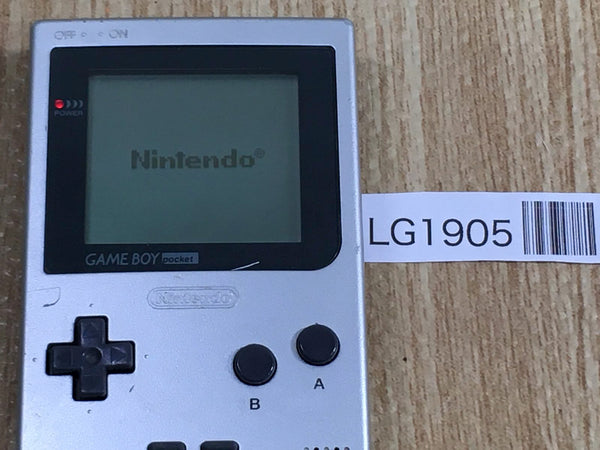 OFF ON
POWER
Nintendo®
LG1905
GAME BOY pocket
Nintendo
A
B